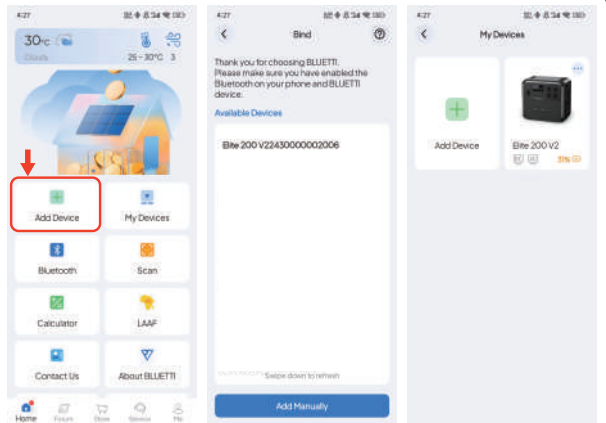 4:27
30°C
Cloudy
26~30°C 3
Add Device
My Devices
Bluetooth
Scan
Calculator
LAAF
Contact Us
About BLUETTI
Home
Forum
Store
Service
Me
4:27
Bind
Thank you for choosing BLUETTI.
Please make sure you have enabled the
Bluetooth on your phone and BLUETTI
device.
Available Devices
Elite 200 V22430000002006
Swipe down to refresh
Add Manually
4:27
My Devices
Add Device
Elite 200 V2
31%